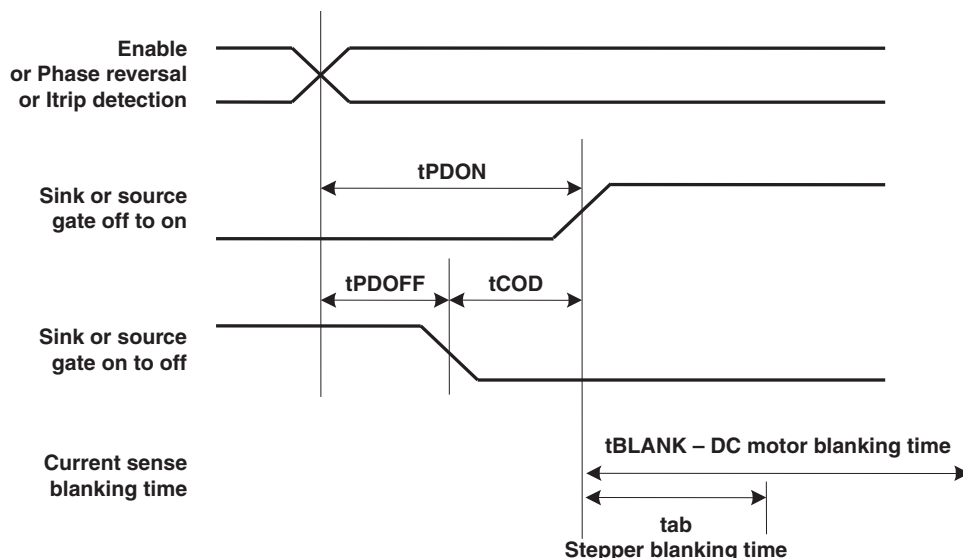 Enable
or Phase reversal
or Itrip detection
tPDON
Sink or source
gate off to on
tPDOFF
tCOD
Sink or source
gate on to off
tBLANK – DC motor blanking time
Current sense
blanking time
tab
Stepper blanking time